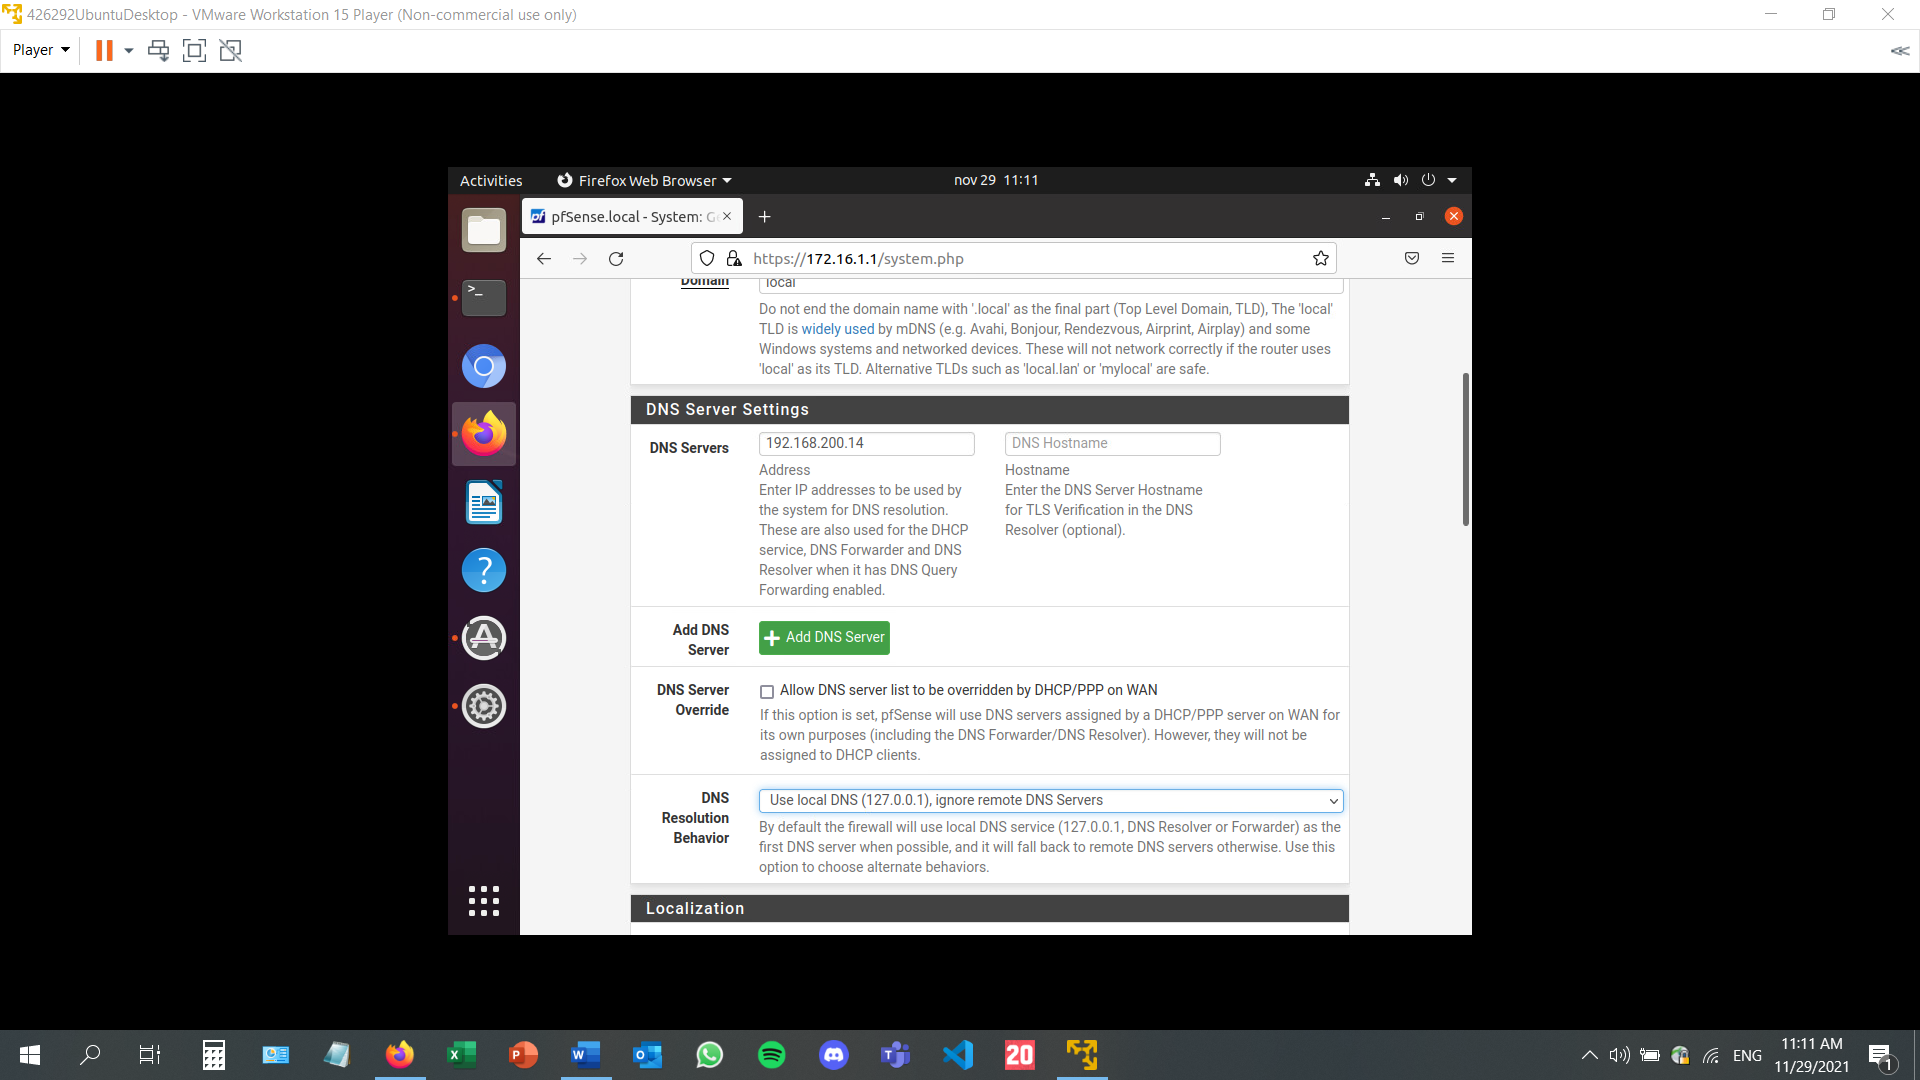 426292UbuntuDesktop - VMware Workstation 15 Player (Non-commercial use only)
Player
Activities
Firefox Web Browser
nov 29 11:11
pfSense.local - System: Ge
https://172.16.1.1/system.php
Domain
local
Do not end the domain name with '.local' as the final part (Top Level Domain, TLD), The 'local'
TLD is widely used by mDNS (e.g. Avahi, Bonjour, Rendezvous, Airprint, Airplay) and some
Windows systems and networked devices. These will not network correctly if the router uses
'local' as its TLD. Alternative TLDs such as 'local.lan' or 'mylocal' are safe.
DNS Server Settings
DNS Servers
192.168.200.14
Address
Enter IP addresses to be used by
the system for DNS resolution.
These are also used for the DHCP
service, DNS Forwarder and DNS
Resolver when it has DNS Query
Forwarding enabled.
DNS Hostname
Hostname
Enter the DNS Server Hostname
for TLS Verification in the DNS
Resolver (optional).
Add DNS
Server
Add DNS Server
DNS Server
Override
Allow DNS server list to be overridden by DHCP/PPP on WAN
If this option is set, pfSense will use DNS servers assigned by a DHCP/PPP server on WAN for
its own purposes (including the DNS Forwarder/DNS Resolver). However, they will not be
assigned to DHCP clients.
DNS
Resolution
Behavior
Use local DNS (127.0.0.1), ignore remote DNS Servers
By default the firewall will use local DNS service (127.0.0.1, DNS Resolver or Forwarder) as the
first DNS server when possible, and it will fall back to remote DNS servers otherwise. Use this
option to choose alternate behaviors.
Localization
20
ENG
11:11 AM
11/29/2021
1